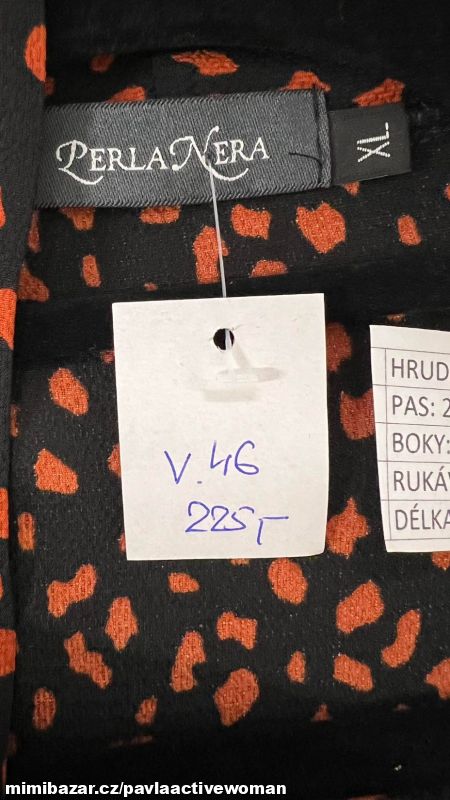 PERLA NERA
XL
V.46
225,-
HRUD
PAS: 2
BOKY:
RUKÁV
DÉLKA
mimibazar.cz/pavlaactivewoman